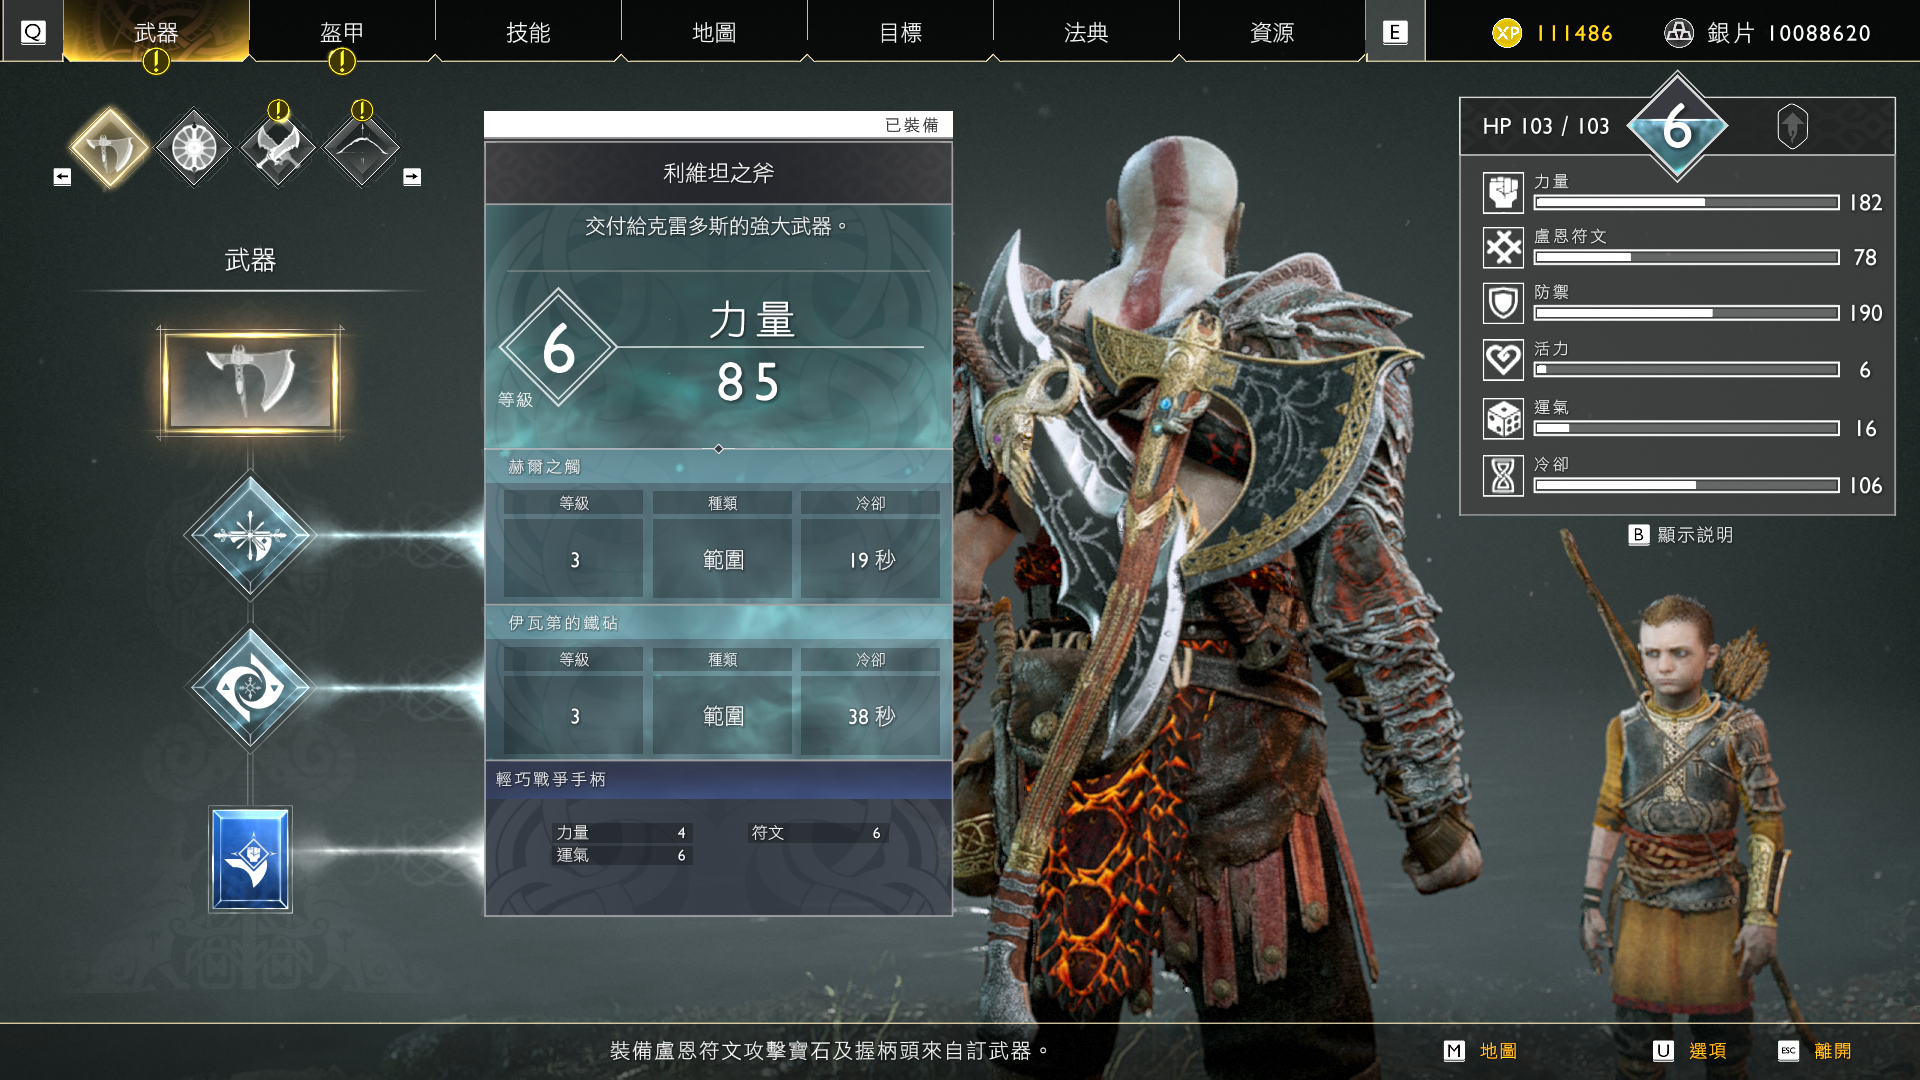 Q 武器 盔甲 技能 地圖 目標 法典 資源 E XP 111486 銀片 10088620
已裝備
利維坦之斧
交付給克雷多斯的強大武器。
武器
6
等級
力量
85
赫爾之觸
等級 種類 冷卻
3 範圍 19 秒
伊瓦第的鐵砧
等級 種類 冷卻
3 範圍 38 秒
輕巧戰爭手柄
力量 4 符文 6
運氣 6
HP 103 / 103 6
力量 182
盧恩符文 78
防禦 190
活力 6
運氣 16
冷卻 106
B 顯示説明
裝備盧恩符文攻擊寶石及握柄頭來自訂武器。
M 地圖 U 選項 ESC 離開